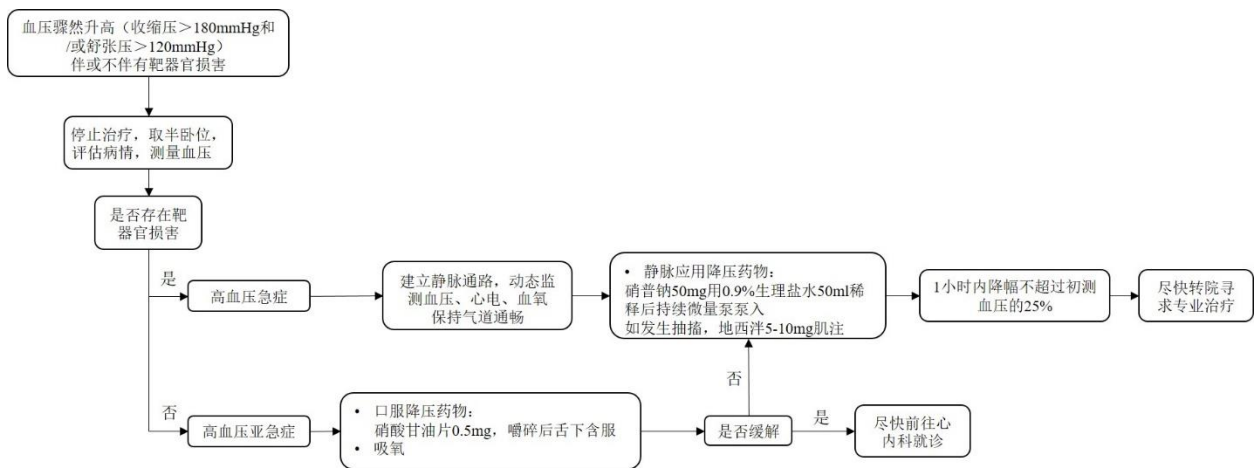 血压骤然升高（收缩压＞180mmHg和
/或舒张压＞120mmHg）
伴或不伴有靶器官损害
停止治疗，取半卧位，
评估病情，测量血压
是否存在靶
器官损害
是
高血压急症
建立静脉通路，动态监
测血压、心电、血氧
保持气道通畅
• 静脉应用降压药物：
硝普钠50mg用0.9%生理盐水50ml稀
释后持续微量泵泵入
如发生抽搐，地西泮5-10mg肌注
1小时内降幅不超过初测
血压的25%
尽快转院寻
求专业治疗
否
高血压亚急症
• 口服降压药物：
硝酸甘油片0.5mg，嚼碎后舌下含服
• 吸氧
是否缓解
否
是
尽快前往心
内科就诊